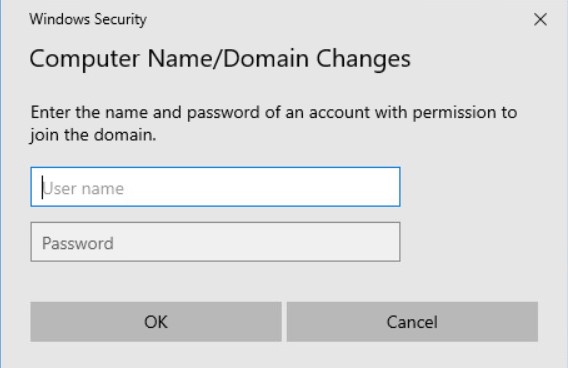 Windows Security
Computer Name/Domain Changes
Enter the name and password of an account with permission to
join the domain.
User name
Password
OK
Cancel